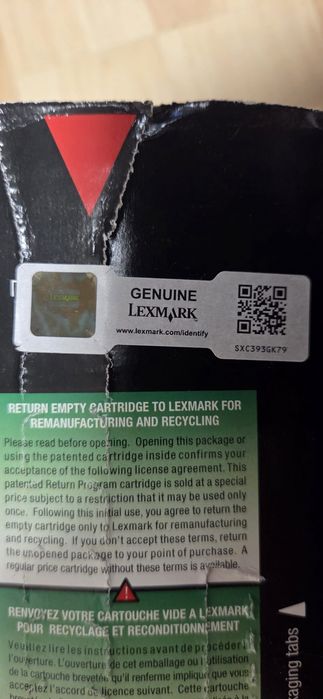 Lexmark
GENUINE
LEXMARK
www.lexmark.com/identify
SXC393GK79
RETURN EMPTY CARTRIDGE TO LEXMARK FOR
REMANUFACTURING AND RECYCLING
Please read before opening. Opening this package or
using the patented cartridge inside confirms your
acceptance of the following license agreement. This
patented Return Program cartridge is sold at a special
price subject to a restriction that it may be used only
once. Following this initial use, you agree to return the
empty cartridge only to Lexmark for remanufacturing
and recycling. If you don't accept these terms, return
the unopened package to your point of purchase. A
regular price cartridge without these terms is available.
RENVOYEZ VOTRE CARTOUCHE VIDE A LEXMARK
POUR RECYCLAGE ET RECONDITIONNEMENT
Veuillez lire les instructions avant de procéder à
l'ouverture. L'ouverture de cet emballage ou l'utilisation
de la cartouche brevetée qu'il renferme implique que vous
acceptez l'accord de licence suivant. Cette cartouche
aging tabs